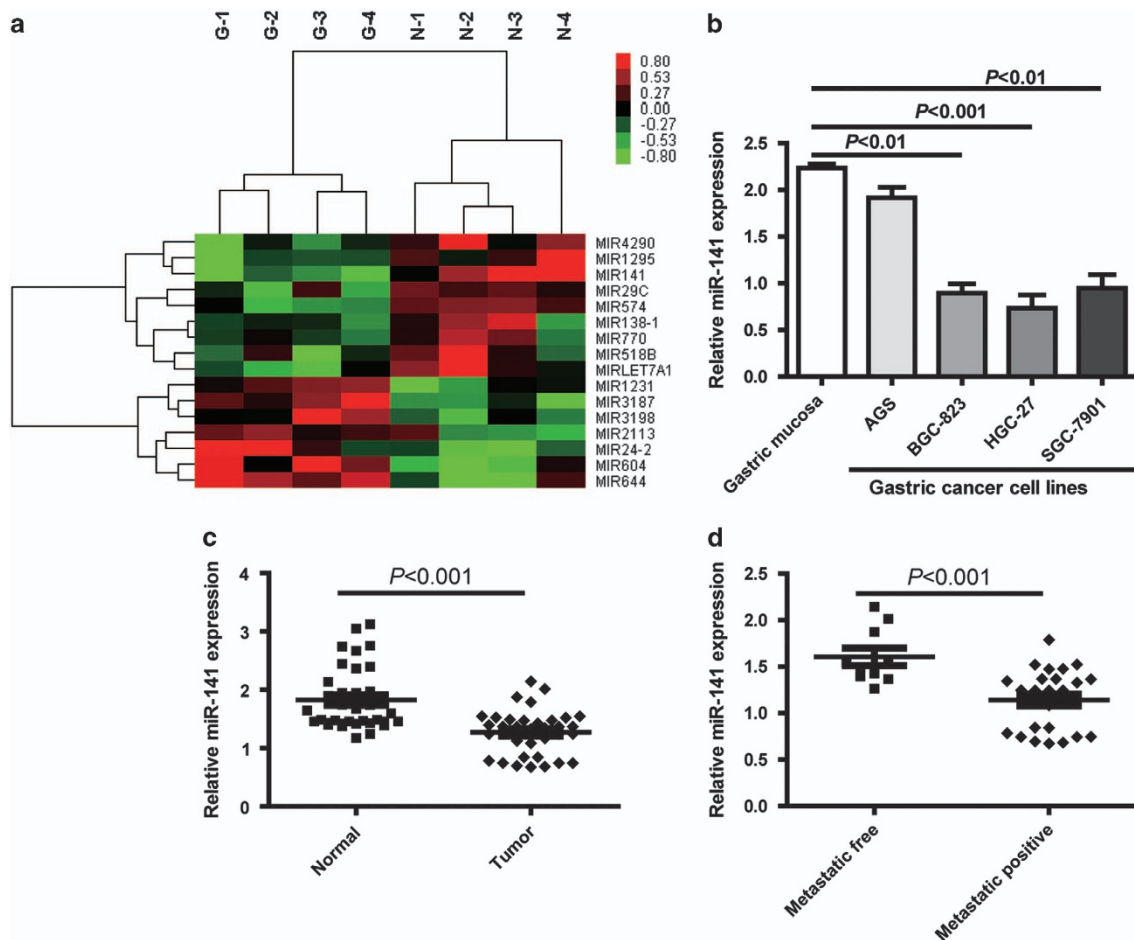 a
G-1 G-2 G-3 G-4 N-1 N-2 N-3 N-4
0.80
0.53
0.27
0.00
-0.27
-0.53
-0.80
MIR4290
MIR1295
MIR141
MIR29C
MIR574
MIR138-1
MIR770
MIR518B
MIRLET7A1
MIR1231
MIR3187
MIR3198
MIR2113
MIR24-2
MIR604
MIR644
b
P<0.01
P<0.001
P<0.01
Relative miR-141 expression
2.5
2.0
1.5
1.0
0.5
0.0
Gastric mucosa
AGS
BGC-823
HGC-27
SGC-7901
Gastric cancer cell lines
c
P<0.001
Relative miR-141 expression
4
3
2
1
0
Normal
Tumor
d
P<0.001
Relative miR-141 expression
2.5
2.0
1.5
1.0
0.5
0.0
Metastatic free
Metastatic positive